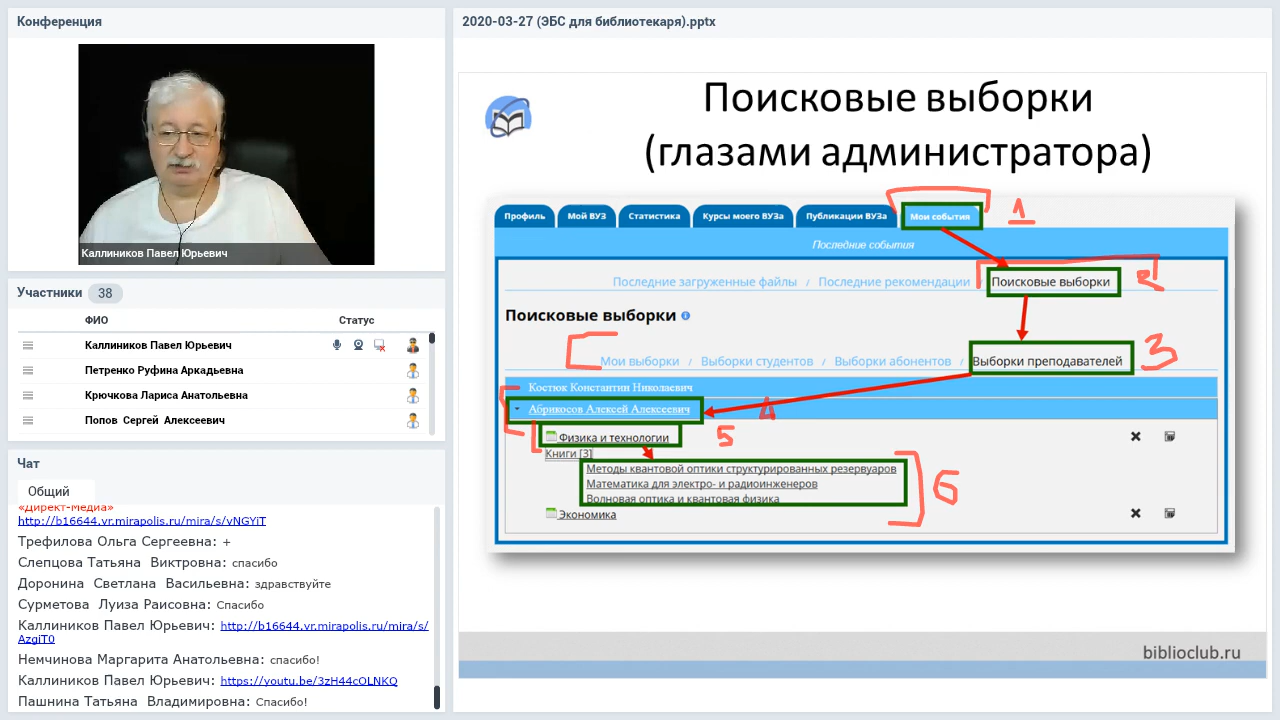 Конференция
Каллиников Павел Юрьевич
Участники 38
ФИО Статус
Каллиников Павел Юрьевич
Петренко Руфина Аркадьевна
Крючкова Лариса Анатольевна
Попов Сергей Алексеевич
Чат
Общий
«Директ-Медиа»
http://b16644.vr.mirapolis.ru/mira/s/vNGYiT
Трефилова Ольга Сергеевна: +
Слепцова Татьяна Викторвна: спасибо
Доронина Светлана Васильевна: здравствуйте
Сурметова Луиза Раисовна: Спасибо
Каллиников Павел Юрьевич: http://b16644.vr.mirapolis.ru/mira/s/
AzgiT0
Немчинова Маргарита Анатольевна: спасибо!
Каллиников Павел Юрьевич: https://youtu.be/3zH44cOLNKQ
Пашнина Татьяна Владимировна: Спасибо!
2020-03-27 (ЭБС для библиотекаря).pptx
Поисковые выборки
(глазами администратора)
Профиль Мой ВУЗ Статистика Курсы моего ВУЗа Публикации ВУЗа Мои события 1
Последние события
Последние загруженные файлы / Последние рекомендации Поисковые выборки 2
Поисковые выборки
Мои выборки / Выборки студентов / Выборки абонентов / Выборки преподавателей 3
Костюк Константин Николаевич
Абрикосов Алексей Алексеевич 4
Физика и технологии 5
Книги [3]
Методы квантовой оптики структурированных резервуаров
Математика для электро- и радиоинженеров 6
Волновая оптика и квантовая физика
Экономика
biblioclub.ru